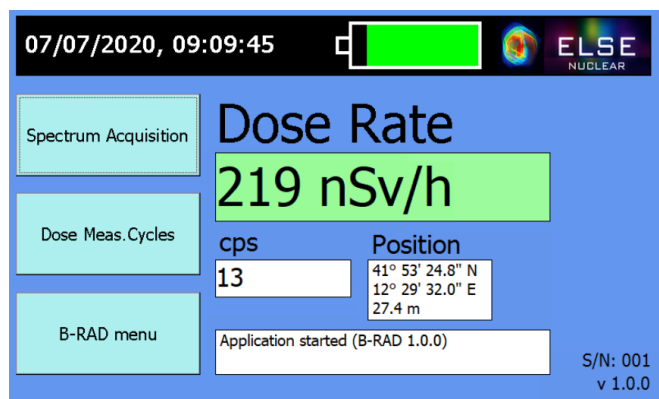 07/07/2020, 09:09:45
ELSE
NUCLEAR
Spectrum Acquisition
Dose Rate
219 nSv/h
Dose Meas.Cycles
cps
Position
13
41° 53' 24.8" N
12° 29' 32.0" E
27.4 m
B-RAD menu
Application started (B-RAD 1.0.0)
S/N: 001
v 1.0.0